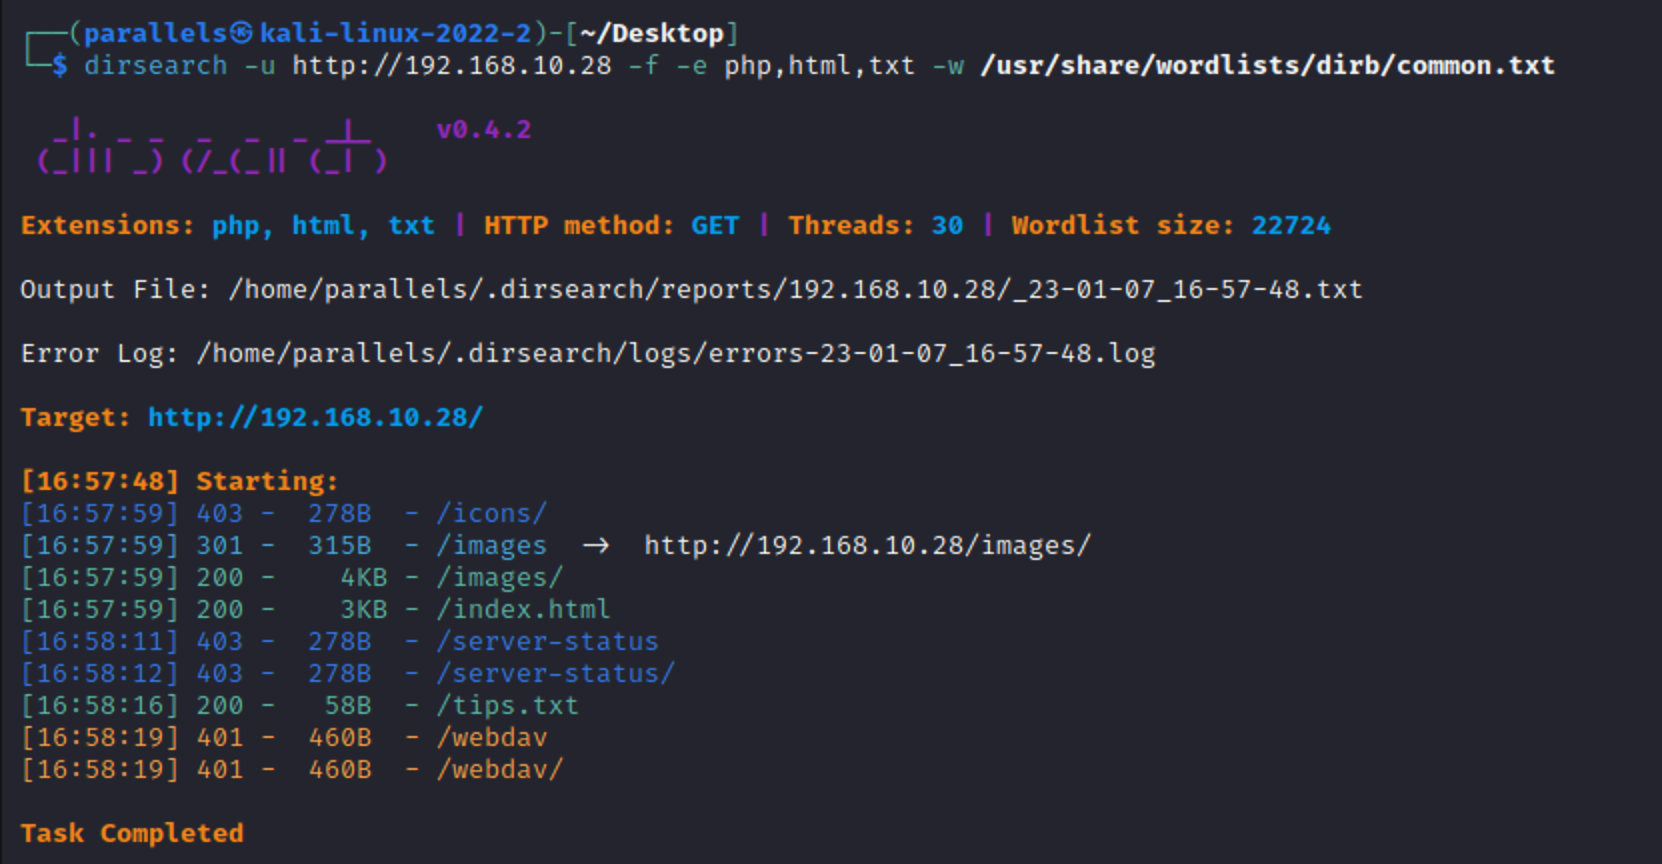 (parallels㉿kali-linux-2022-2)-[~/Desktop]
$ dirsearch -u http://192.168.10.28 -f -e php,html,txt -w /usr/share/wordlists/dirb/common.txt
_|. _ _ _ _ _ _|_ v0.4.2
(_||| _) (/_(_|| (_| )
Extensions: php, html, txt | HTTP method: GET | Threads: 30 | Wordlist size: 22724
Output File: /home/parallels/.dirsearch/reports/192.168.10.28/_23-01-07_16-57-48.txt
Error Log: /home/parallels/.dirsearch/logs/errors-23-01-07_16-57-48.log
Target: http://192.168.10.28/
[16:57:48] Starting:
[16:57:59] 403 - 278B - /icons/
[16:57:59] 301 - 315B - /images → http://192.168.10.28/images/
[16:57:59] 200 - 4KB - /images/
[16:57:59] 200 - 3KB - /index.html
[16:58:11] 403 - 278B - /server-status
[16:58:12] 403 - 278B - /server-status/
[16:58:16] 200 - 58B - /tips.txt
[16:58:19] 401 - 460B - /webdav
[16:58:19] 401 - 460B - /webdav/
Task Completed